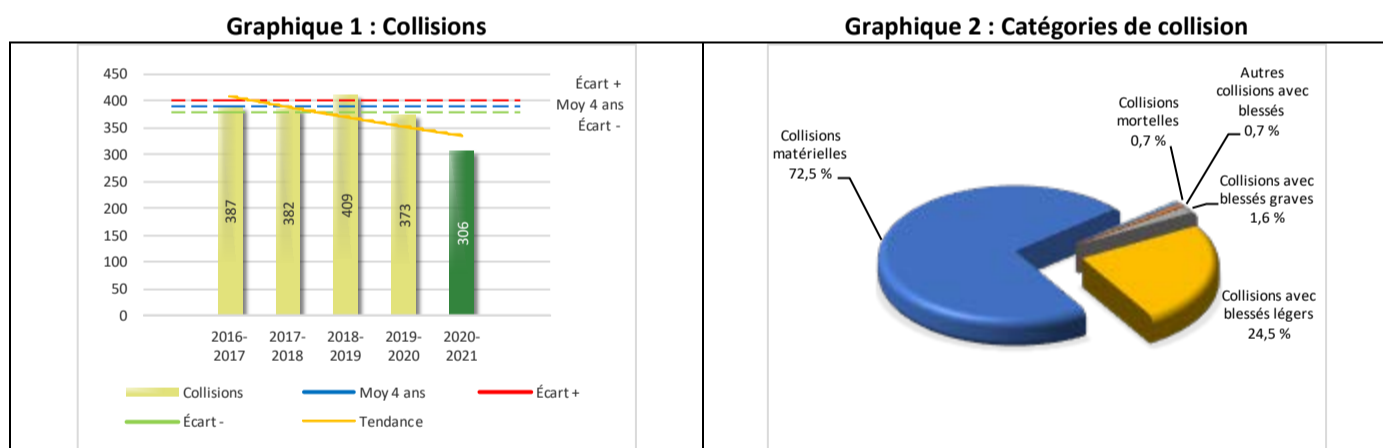 Graphique 1 : Collisions
450
400
350
300
250
200
150
100
50
0
Écart +
Moy 4 ans
Écart -
387
382
409
373
306
2016-
2017
2017-
2018
2018-
2019
2019-
2020
2020-
2021
Collisions
Moy 4 ans
Écart +
Écart -
Tendance
Graphique 2 : Catégories de collision
Collisions
matérielles
72,5 %
Collisions
mortelles
0,7 %
Autres
collisions avec
blessés
0,7 %
Collisions avec
blessés graves
1,6 %
Collisions avec
blessés légers
24,5 %